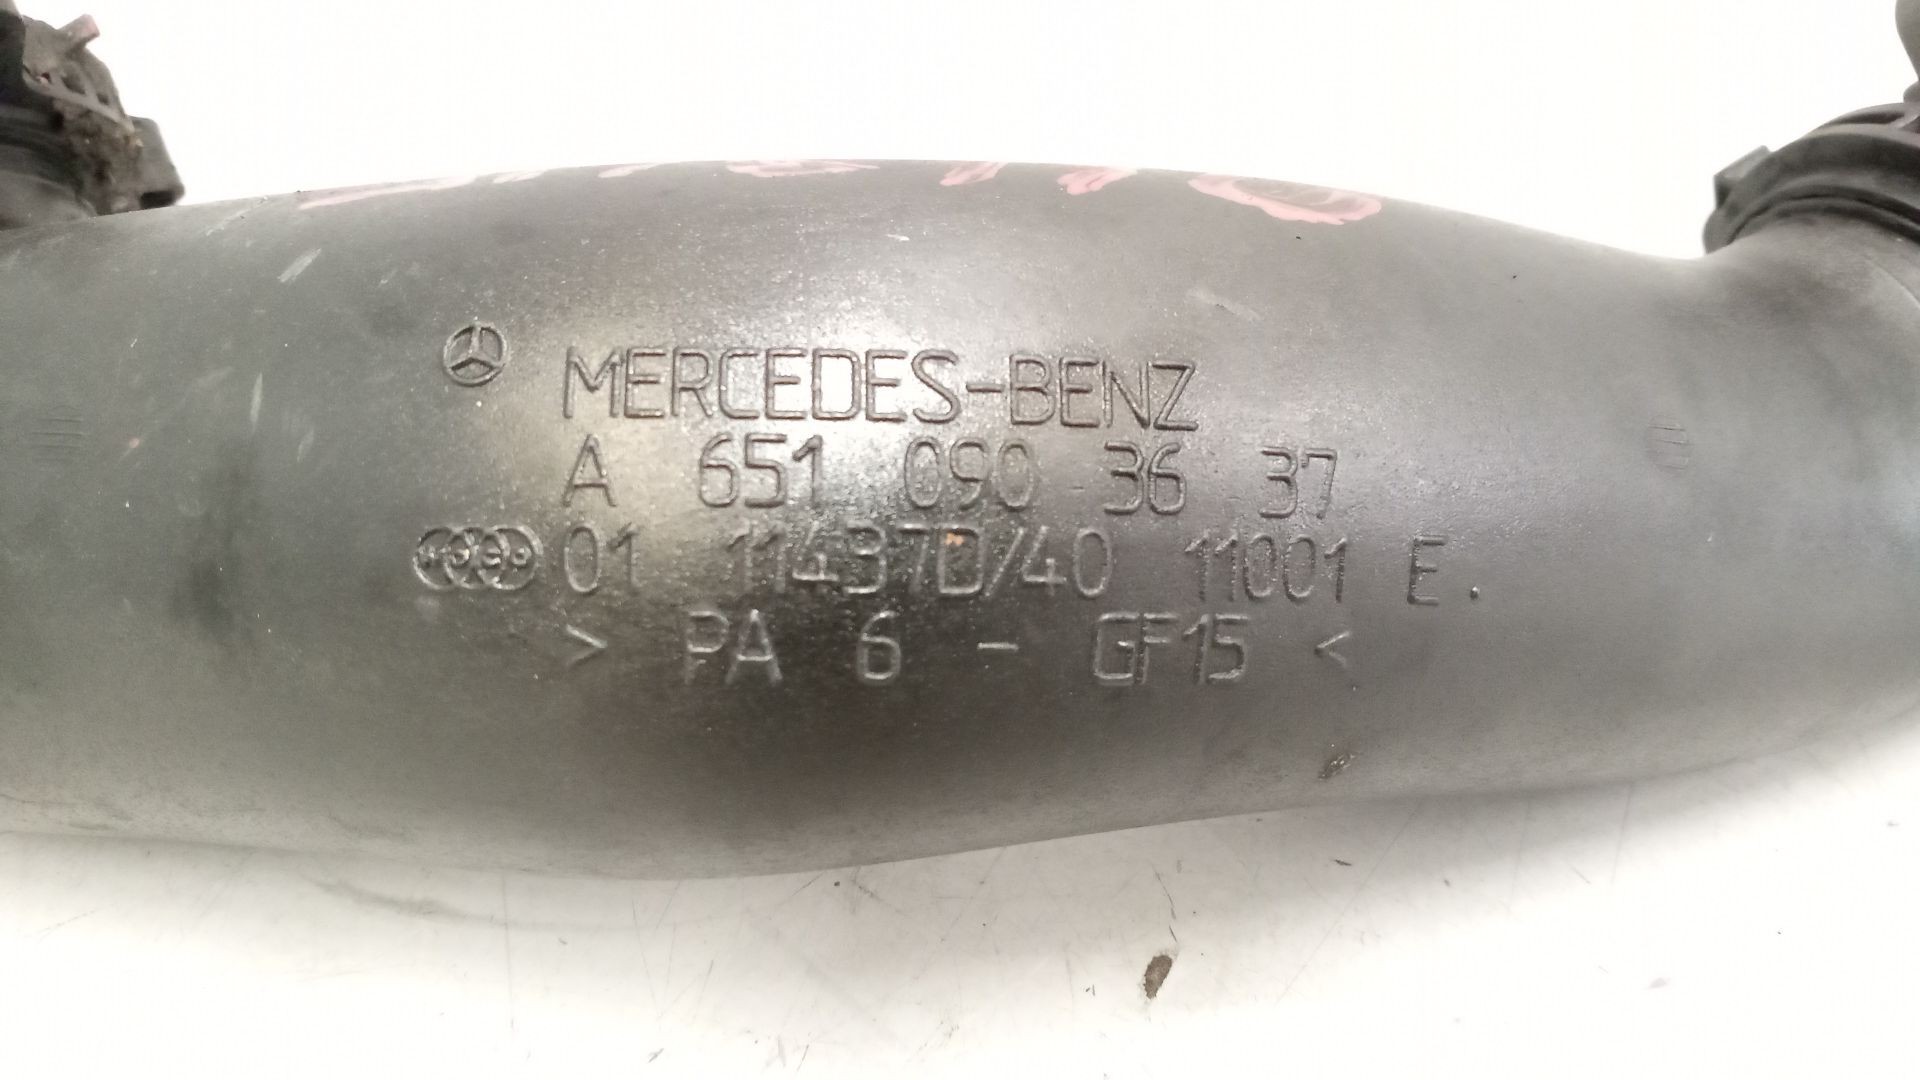 MERCEDES-BENZ
A 651 090 36 37
01 11437D/40 11001 E.
> PA 6 - GF15 <